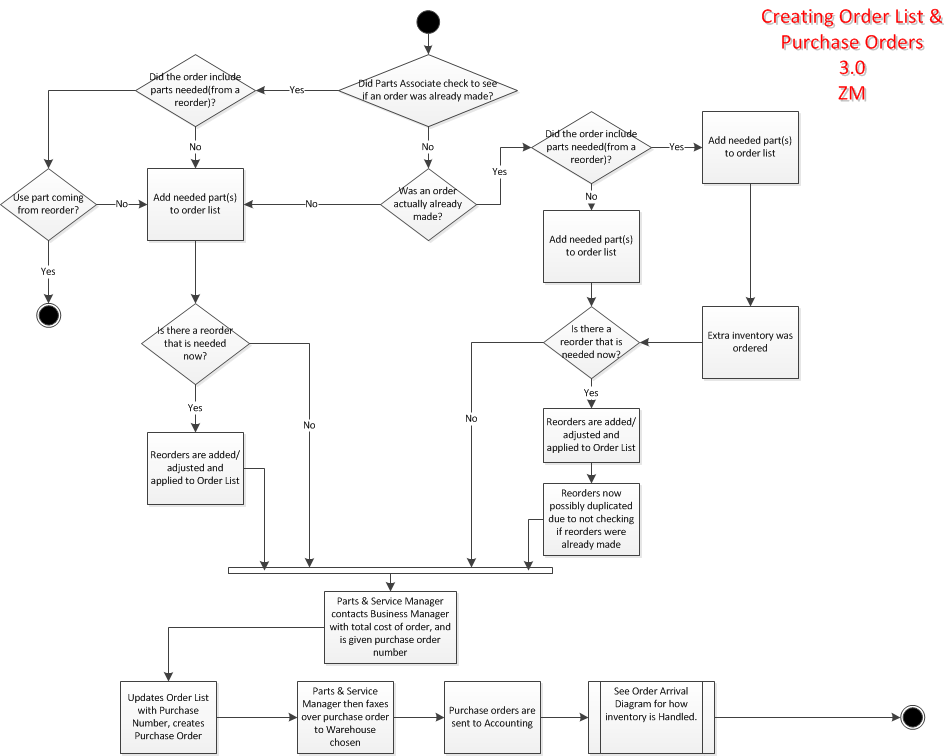 Creating Order List &
Purchase Orders
3.0
ZM
Did the order include
parts needed(from a
reorder)?
Yes
Did Parts Associate check to see
if an order was already made?
No
No
Did the order include
parts needed(from a
reorder)?
Yes
Add needed part(s)
to order list
Yes
Use part coming
from reorder?
No
Add needed part(s)
to order list
No
Was an order
actually already
made?
No
Add needed part(s)
to order list
Yes
Is there a reorder
that is needed
now?
Is there a
reorder that is
needed now?
Extra inventory was
ordered
Yes
No
No
Yes
Reorders are added/
adjusted and
applied to Order List
Reorders are added/
adjusted and
applied to Order List
Reorders now
possibly duplicated
due to not checking
if reorders were
already made
Parts & Service Manager
contacts Business Manager
with total cost of order, and
is given purchase order
number
Updates Order List
with Purchase
Number, creates
Purchase Order
Parts & Service
Manager then faxes
over purchase order
to Warehouse
chosen
Purchase orders are
sent to Accounting
See Order Arrival
Diagram for how
inventory is Handled.